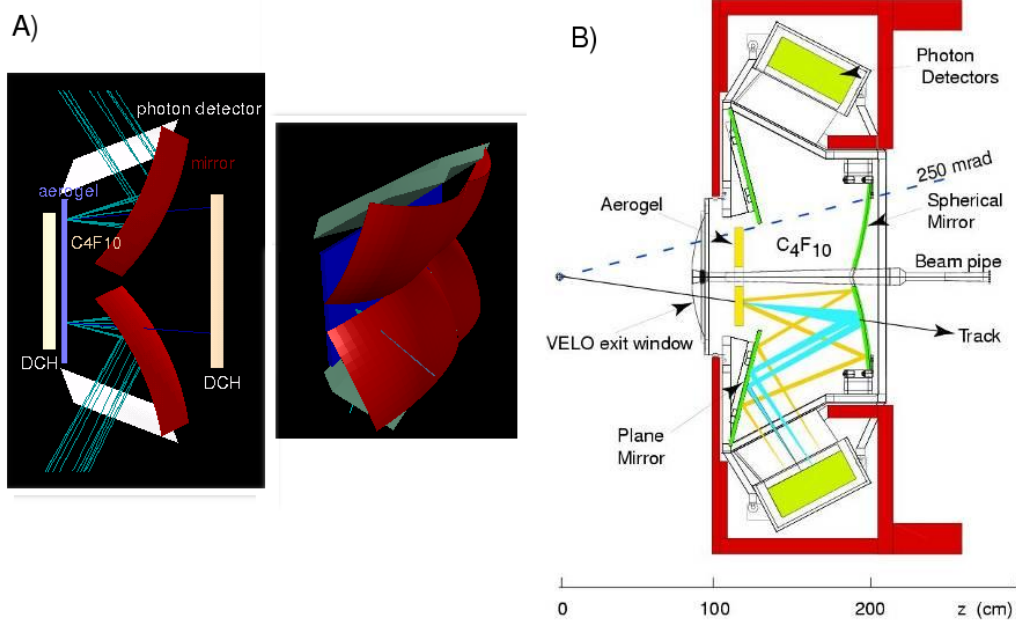 A)
photon detector
mirror
aerogel
C4F10
DCH
DCH
B)
Photon
Detectors
250 mrad
Aerogel
Spherical
Mirror
C4F10
Beam pipe
VELO exit window
Track
Plane
Mirror
0
100
200
z (cm)